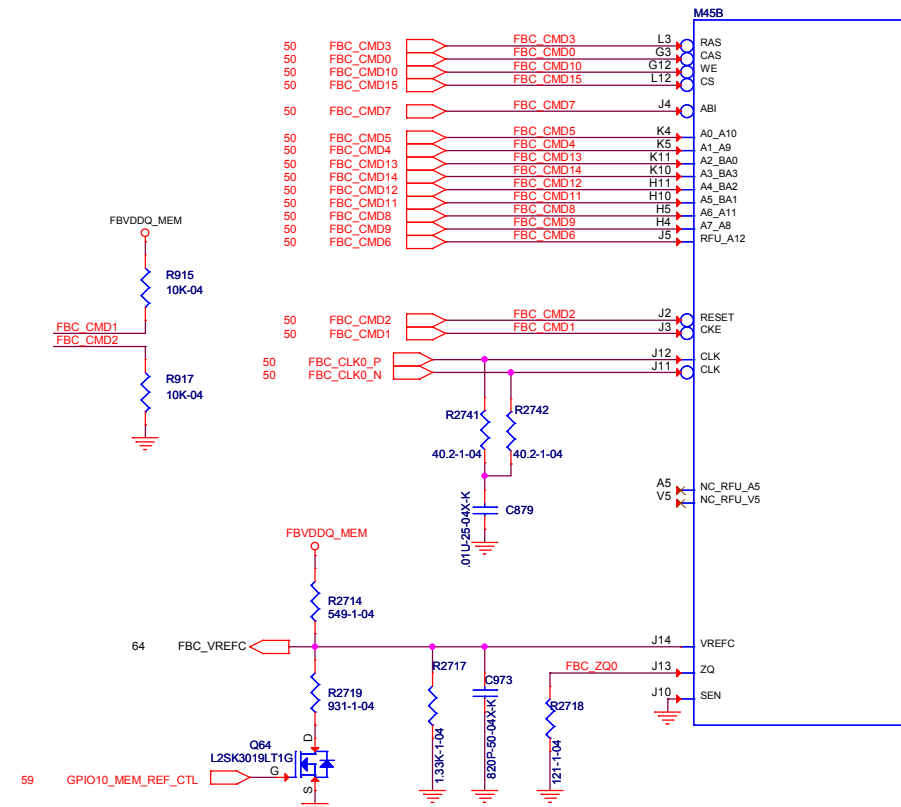 M45B
50 FBC_CMD3 FBC_CMD3 L3 RAS
50 FBC_CMD0 FBC_CMD0 G3 CAS
50 FBC_CMD10 FBC_CMD10 G12 WE
50 FBC_CMD15 FBC_CMD15 L12 CS
50 FBC_CMD7 FBC_CMD7 J4 ABI
50 FBC_CMD5 FBC_CMD5 K4 A0_A10
50 FBC_CMD4 FBC_CMD4 K5 A1_A9
50 FBC_CMD13 FBC_CMD13 K11 A2_BA0
50 FBC_CMD14 FBC_CMD14 K10 A3_BA3
50 FBC_CMD12 FBC_CMD12 H11 A4_BA2
50 FBC_CMD11 FBC_CMD11 H10 A5_BA1
50 FBC_CMD8 FBC_CMD8 H5 A6_A11
50 FBC_CMD9 FBC_CMD9 H4 A7_A8
50 FBC_CMD6 FBC_CMD6 J5 RFU_A12
FBVDDQ_MEM
R915
10K-04
FBC_CMD1
FBC_CMD2
R917
10K-04
50 FBC_CMD2 FBC_CMD2 J2 RESET
50 FBC_CMD1 FBC_CMD1 J3 CKE
50 FBC_CLK0_P J12 CLK
50 FBC_CLK0_N J11 CLK
R2741 R2742
40.2-1-04 40.2-1-04
C879
.01U-25-04X-K
A5 NC_RFU_A5
V5 NC_RFU_V5
FBVDDQ_MEM
R2714
549-1-04
64 FBC_VREFC J14 VREFC
R2717
1.33K-1-04
C973
820P-50-04X-K
FBC_ZQ0 J13 ZQ
R2718
121-1-04
J10 SEN
R2719
931-1-04
Q64
L2SK3019LT1G
D
G
S
59 GPIO10_MEM_REF_CTL